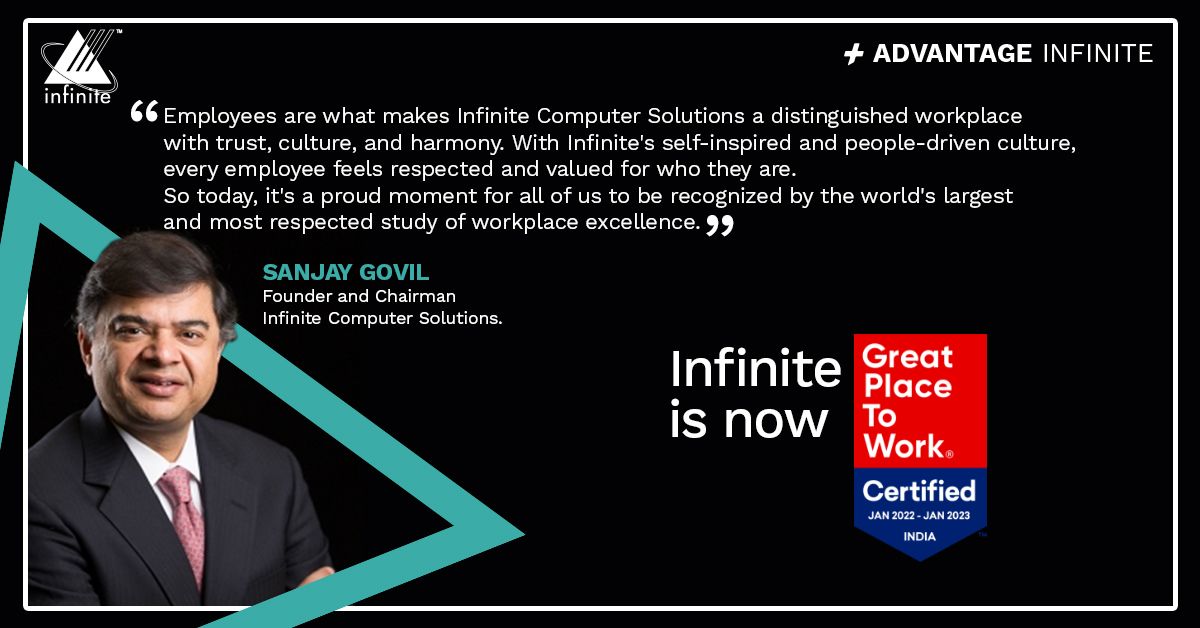 infinite ™
ADVANTAGE INFINITE
“Employees are what makes Infinite Computer Solutions a distinguished workplace
with trust, culture, and harmony. With Infinite's self-inspired and people-driven culture,
every employee feels respected and valued for who they are.
So today, it's a proud moment for all of us to be recognized by the world's largest
and most respected study of workplace excellence.”
SANJAY GOVIL
Founder and Chairman
Infinite Computer Solutions.
Infinite
is now
Great
Place
To
Work®
Certified
JAN 2022 - JAN 2023
INDIA
™